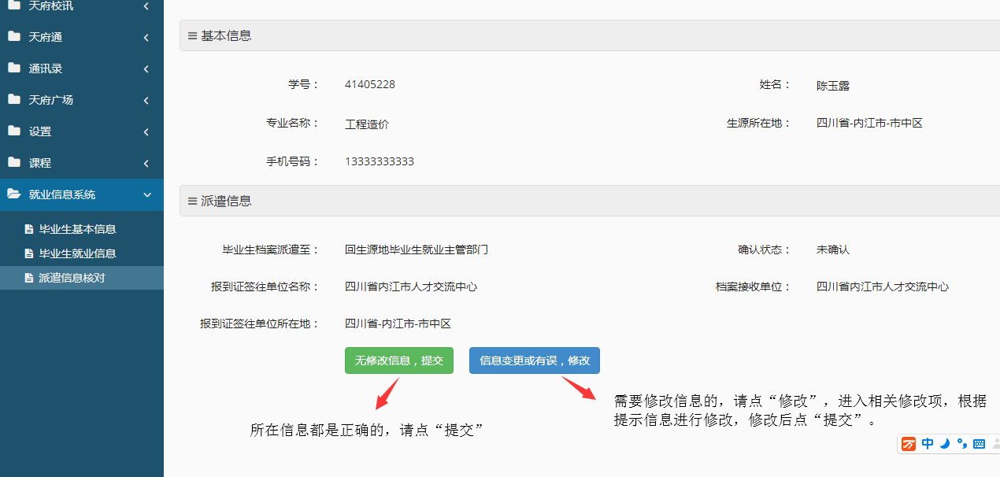 天府校讯
天府通
通讯录
天府广场
设置
课程
就业信息系统
毕业生基本信息
毕业生就业信息
派遣信息核对
基本信息
学号： 41405228 姓名： 陈玉露
专业名称： 工程造价 生源所在地： 四川省-内江市-市中区
手机号码： 13333333333
派遣信息
毕业生档案派遣至： 回生源地毕业生就业主管部门 确认状态： 未确认
报到证签往单位名称： 四川省内江市人才交流中心 档案接收单位： 四川省内江市人才交流中心
报到证签往单位所在地： 四川省-内江市-市中区
无修改信息，提交 信息变更或有误，修改
所在信息都是正确的，请点“提交”
需要修改信息的，请点“修改”，进入相关修改项，根据
提示信息进行修改，修改后点“提交”。
中